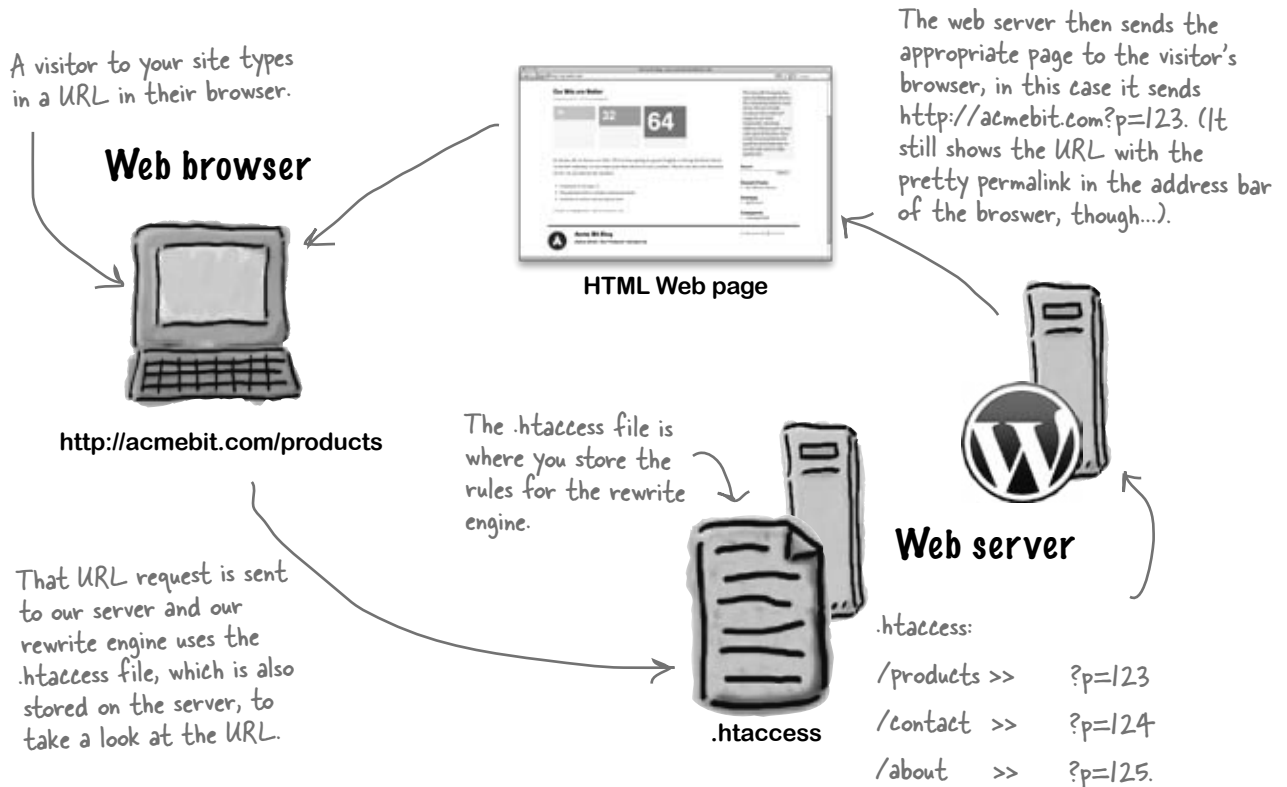 A visitor to your site types
in a URL in their browser.
Web browser
http://acmebit.com/products
That URL request is sent
to our server and our
rewrite engine uses the
.htaccess file, which is also
stored on the server, to
take a look at the URL.
64
32
HTML Web page
The web server then sends the
appropriate page to the visitor's
browser, in this case it sends
http://acmebit.com?p=123. (It
still shows the URL with the
pretty permalink in the address bar
of the broswer, though...).
The .htaccess file is
where you store the
rules for the rewrite
engine.
.htaccess
W
Web server
.htaccess:
/products >> ?p=123
/contact >> ?p=124
/about >> ?p=125.